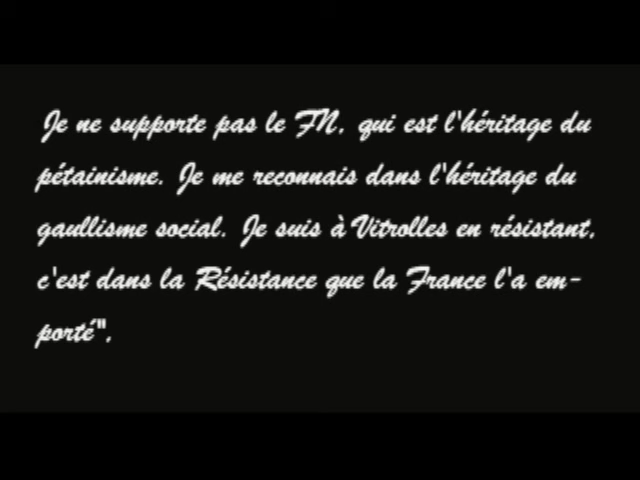 Je ne supporte pas le FN, qui est l'héritage du
pétainisme. Je me reconnais dans l'héritage du
gaullisme social. Je suis à Vitrolles en résistant,
c'est dans la Résistance que la France l'a em-
porté",